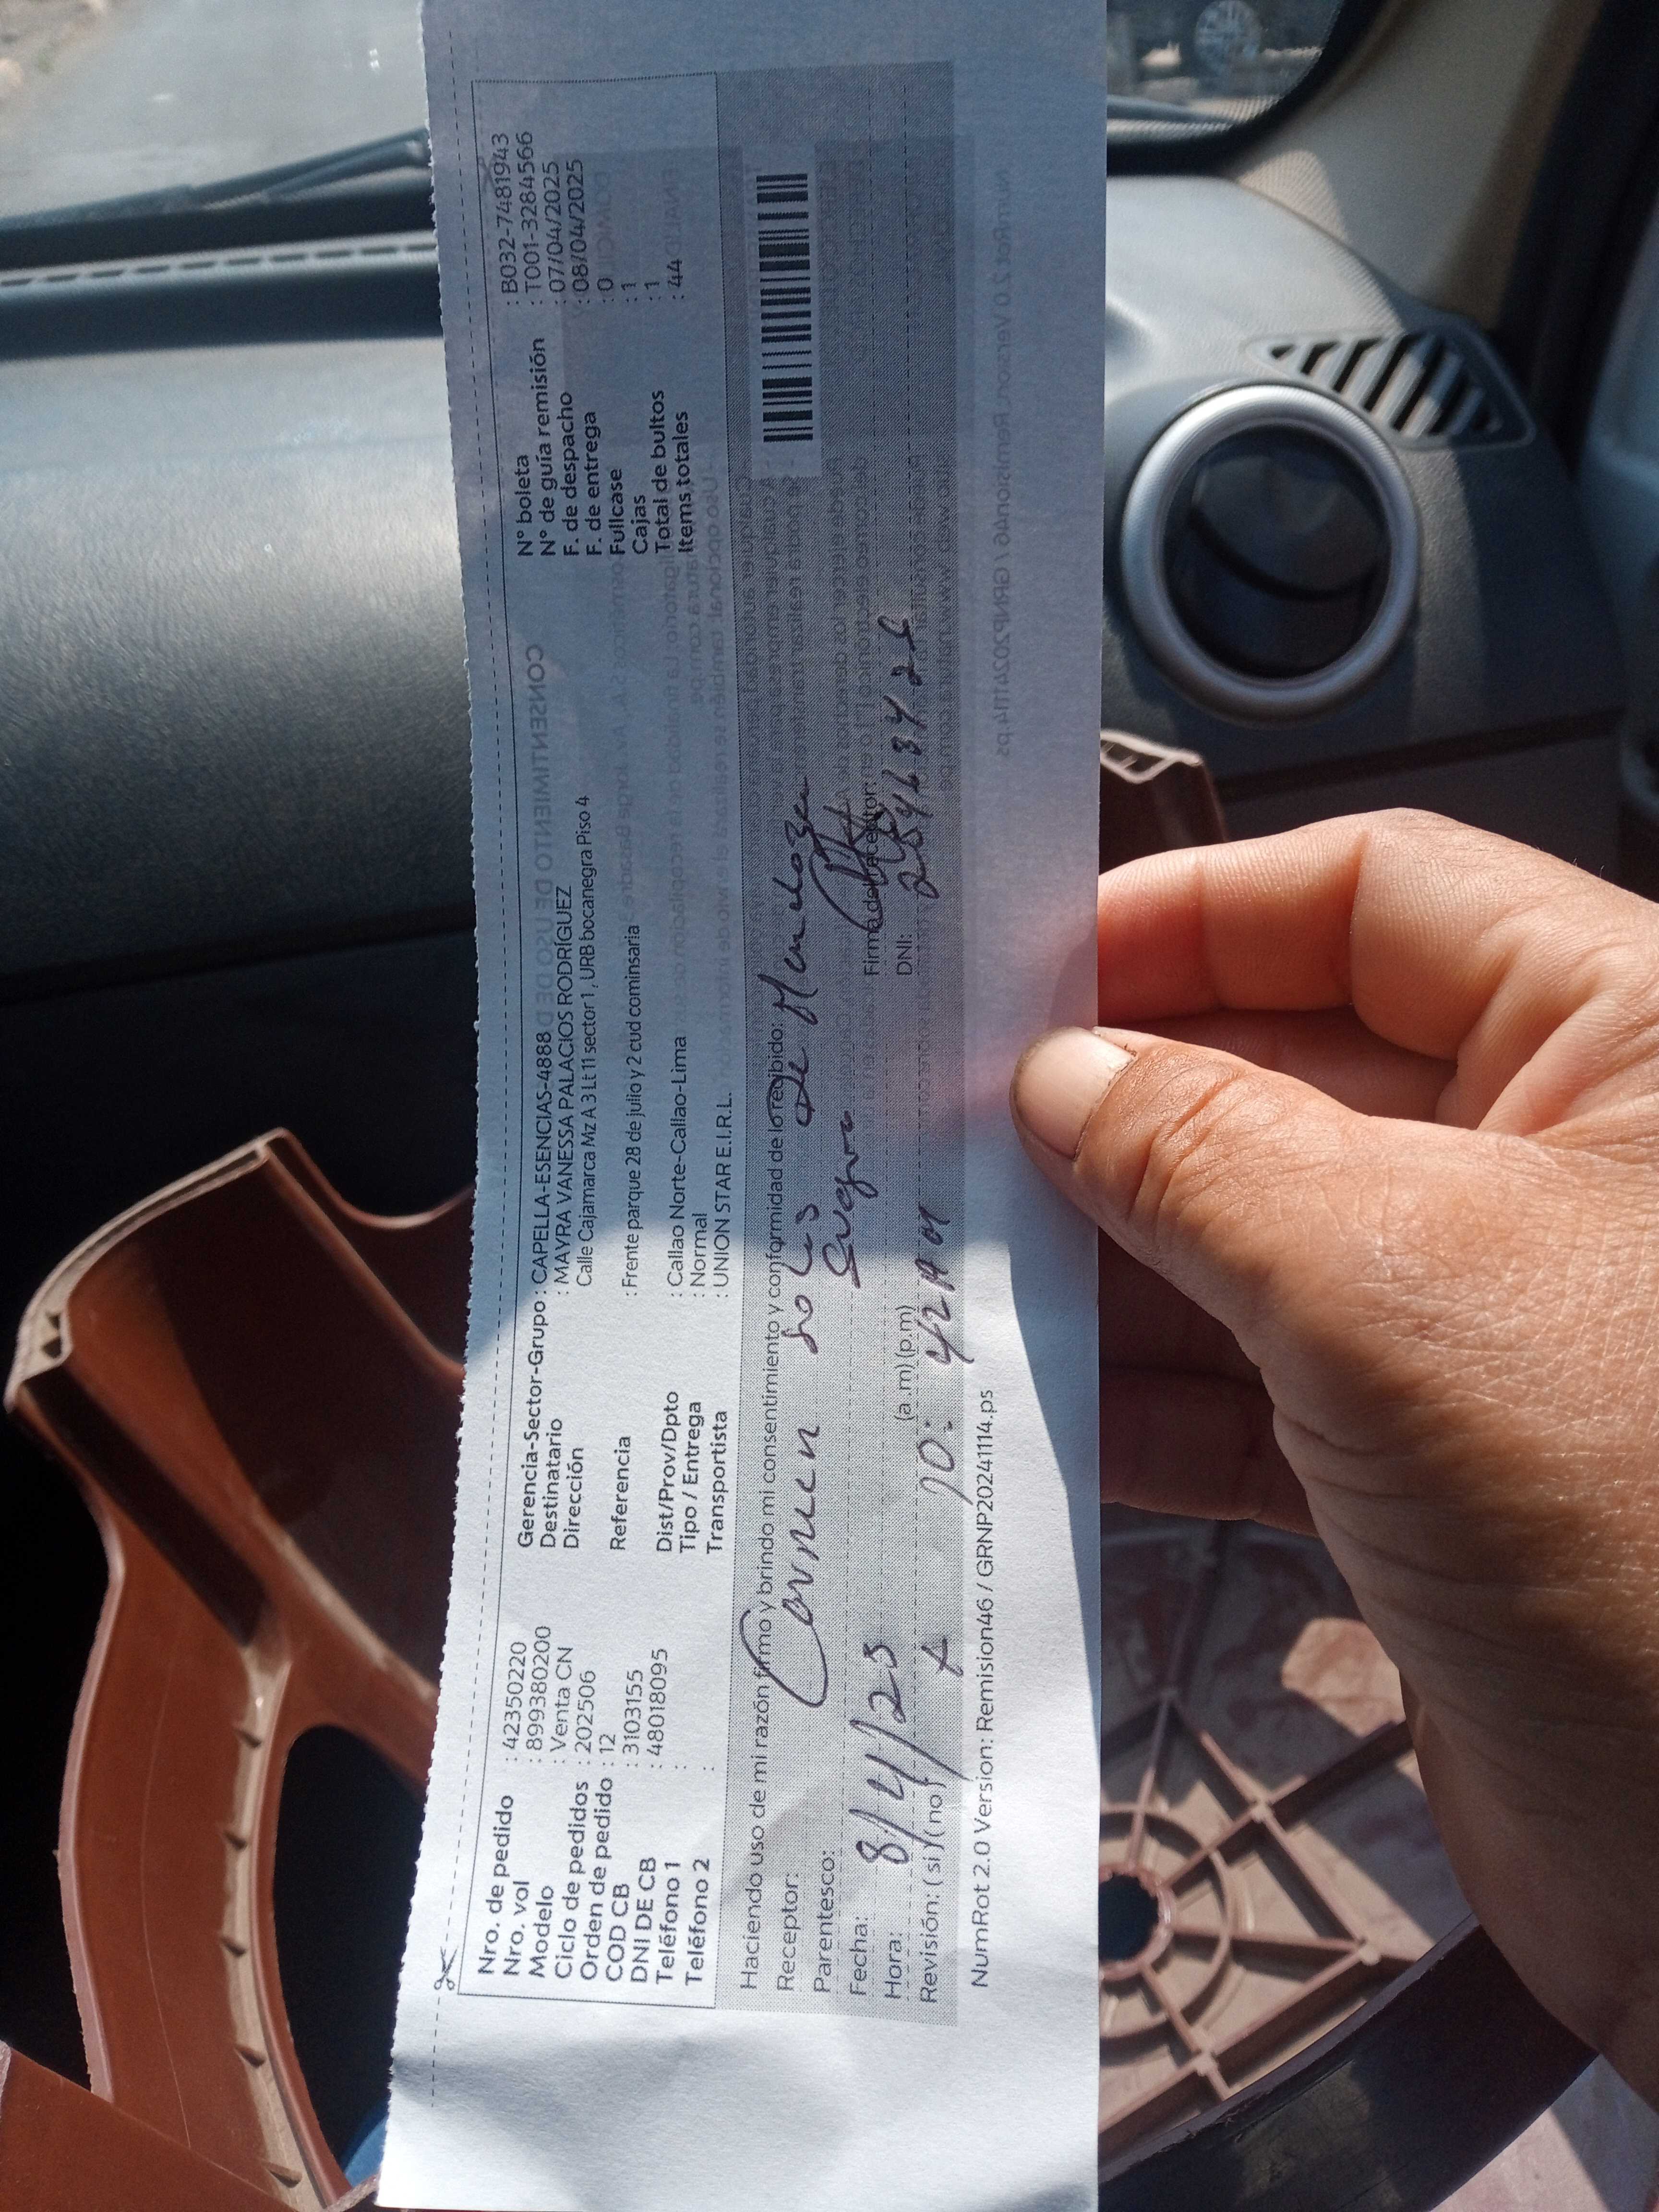 Nro. de pedido : 42350220
Nro. vol : 899380200
Modelo : Venta CN
Ciclo de pedidos : 202506
Orden de pedido : 12
COD CB : 3103155
DNI DE CB : 48018095
Teléfono 1 :
Teléfono 2 :
Gerencia-Sector-Grupo : CAPELLA-ESENCIAS-4888
Destinatario : MAYRA VANESSA PALACIOS RODRÍGUEZ
Dirección Calle Cajamarca Mz A 3 Lt 11 sector 1, URB bocanegra Piso 4
Referencia : Frente parque 28 de julio y 2 cud cominsaria
Dist/Prov/Dpto : Callao Norte-Callao-Lima
Tipo / Entrega : Normal
Transportista : UNION STAR E.I.R.L.
N° boleta : B032-7481943
N° de guía remisión : T001-3284566
F. de despacho : 07/04/2025
F. de entrega : 08/04/2025
Fullcase : 0
Cajas : 1
Total de bultos : 1
Items totales : 44
Haciendo uso de mi razón firmo y brindo mi consentimiento y conformidad de lo recibido:
Receptor: Carmen de
Parentesco: Suegra
Fecha: 8/4/25 Firma del receptor:
Hora: (a .m) (p.m) 10: 42 AM DNI:
Revisión: ( si ) ( no )
NumRot 2.0 Version: Remision46 / GRNP20241114.ps